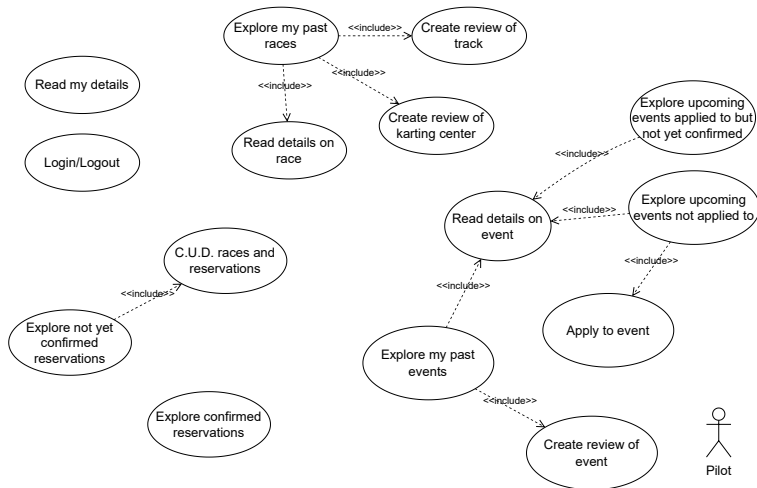 Explore my past
races
<<include>>
Create review of
track
<<include>>
<<include>>
Read my details
Create review of
karting center
Read details on
race
Login/Logout
Explore upcoming
events applied to but
not yet confirmed
<<include>>
Explore upcoming
events not applied to
<<include>>
Read details on
event
<<include>>
C.U.D. races and
reservations
<<include>>
<<include>>
Explore not yet
confirmed
reservations
Apply to event
Explore my past
events
<<include>>
Explore confirmed
reservations
Create review of
event
Pilot